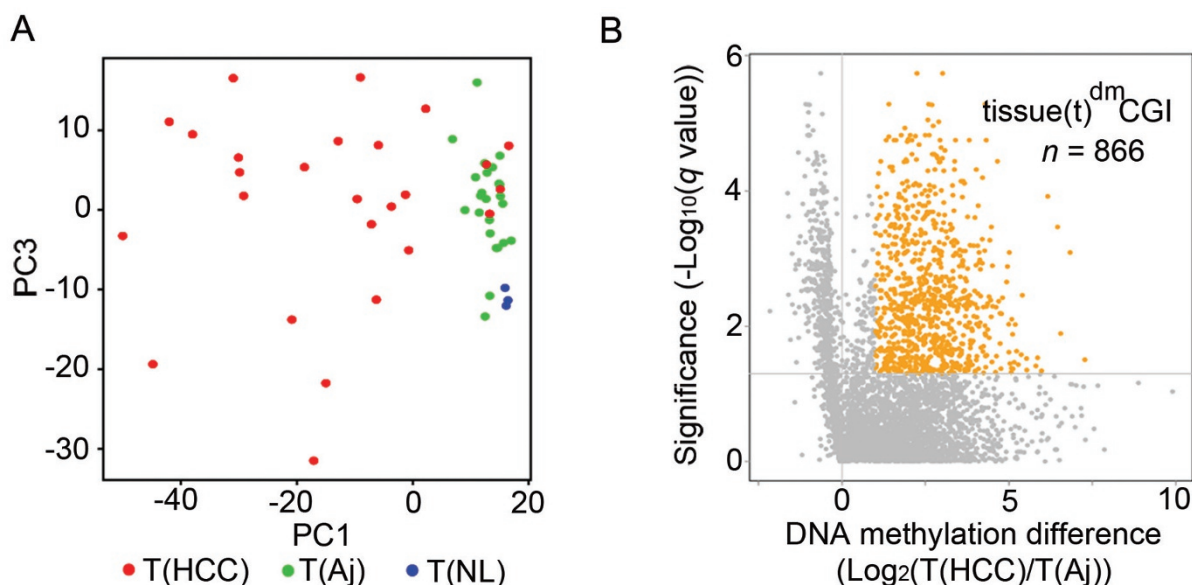 A
10
0
-10
-20
-30
PC3
-40
-20
0
20
PC1
T(HCC)
T(Aj)
T(NL)
B
6
4
2
0
Significance (-Log10(q value))
tissue(t)dmCGI
n = 866
0
5
10
DNA methylation difference
(Log2(T(HCC)/T(Aj))